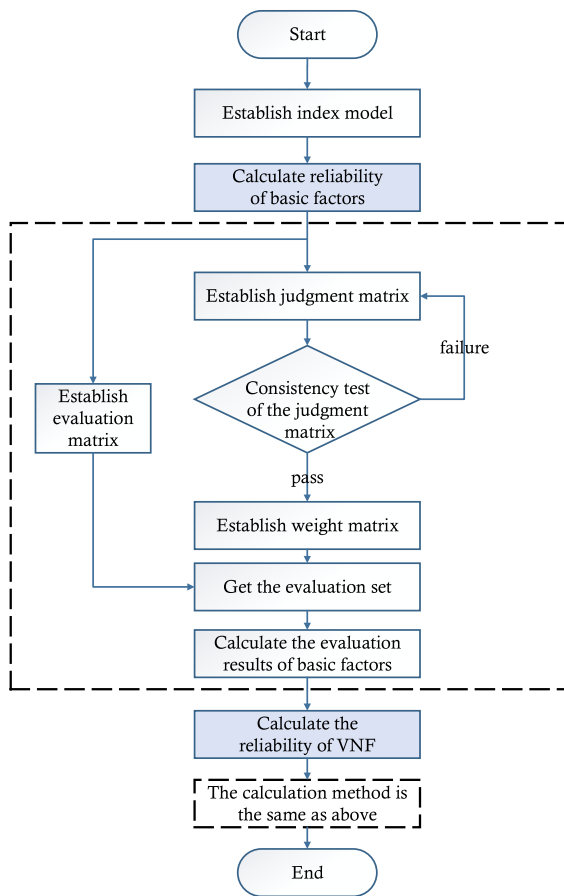 Start
Establish index model
Calculate reliability
of basic factors
Establish judgment matrix
failure
Consistency test
of the judgment
matrix
Establish
evaluation
matrix
pass
Establish weight matrix
Get the evaluation set
Calculate the evaluation
results of basic factors
Calculate the
reliability of VNF
The calculation method is
the same as above
End